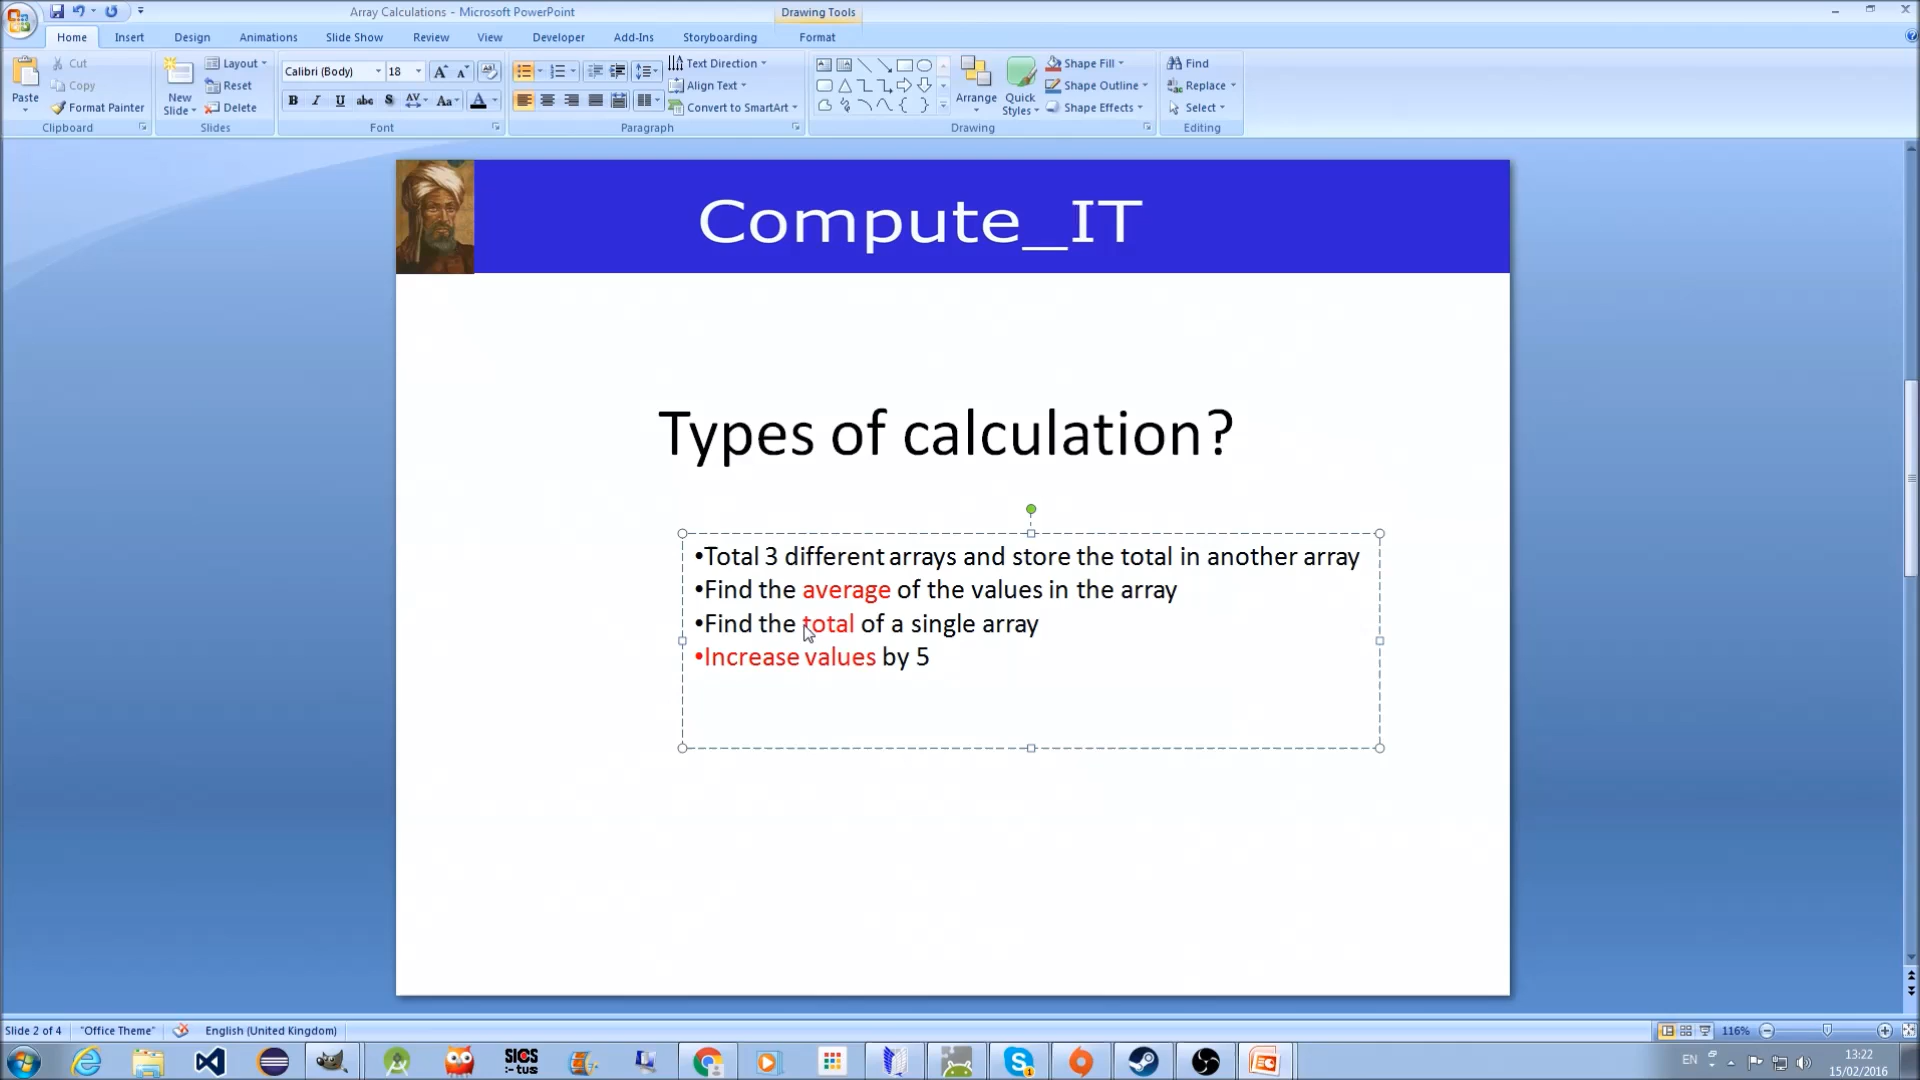 Array Calculations - Microsoft PowerPoint
Drawing Tools
Home Insert Design Animations Slide Show Review View Developer Add-Ins Storyboarding Format
Paste
Cut
Copy
Format Painter
Clipboard
New Slide
Layout
Reset
Delete
Slides
Calibri (Body) 18
B I U abc S AV Aa A
Font
Text Direction
Align Text
Convert to SmartArt
Paragraph
Arrange
Quick Styles
Shape Fill
Shape Outline
Shape Effects
Drawing
Find
Replace
Select
Editing
Compute_IT
Types of calculation?
•Total 3 different arrays and store the total in another array
•Find the average of the values in the array
•Find the total of a single array
•Increase values by 5
Slide 2 of 4 "Office Theme" English (United Kingdom) 116%
SICS
:-tus
EN
13:22
15/02/2016